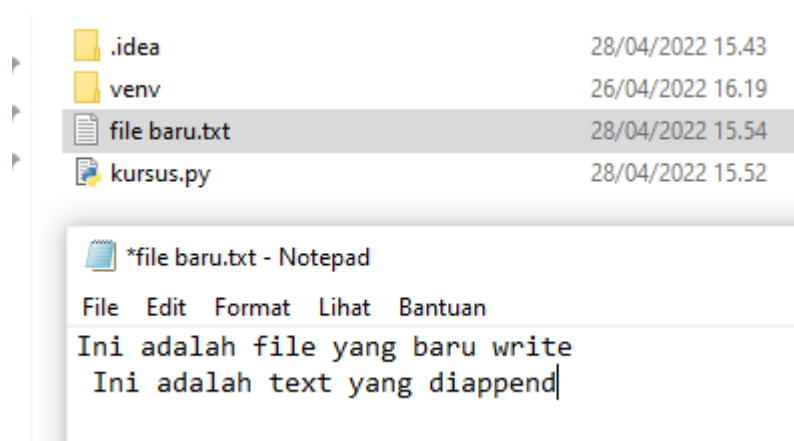 .idea 28/04/2022 15.43
venv 26/04/2022 16.19
file baru.txt 28/04/2022 15.54
kursus.py 28/04/2022 15.52
*file baru.txt - Notepad
File Edit Format Lihat Bantuan
Ini adalah file yang baru write
Ini adalah text yang diappend